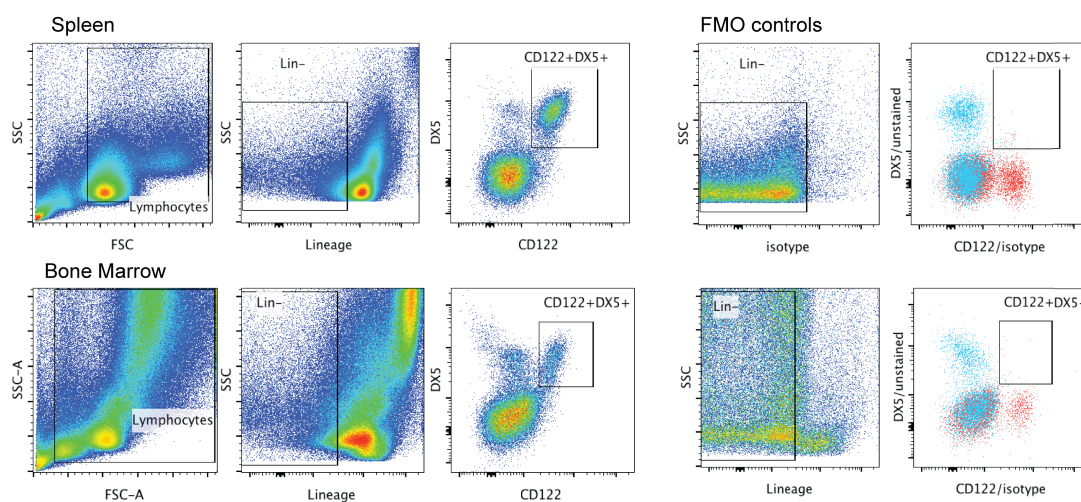 Spleen
FMO controls
SSC
Lymphocytes
FSC
SSC
Lin-
Lineage
DX5
CD122+DX5+
CD122
SSC
Lin-
isotype
DX5/unstained
CD122+DX5+
CD122/isotype
Bone Marrow
SSC-A
Lymphocytes
FSC-A
SSC
Lin-
Lineage
DX5
CD122+DX5+
CD122
SSC
Lin-
Lineage
DX5/unstained
CD122+DX5+
CD122/isotype